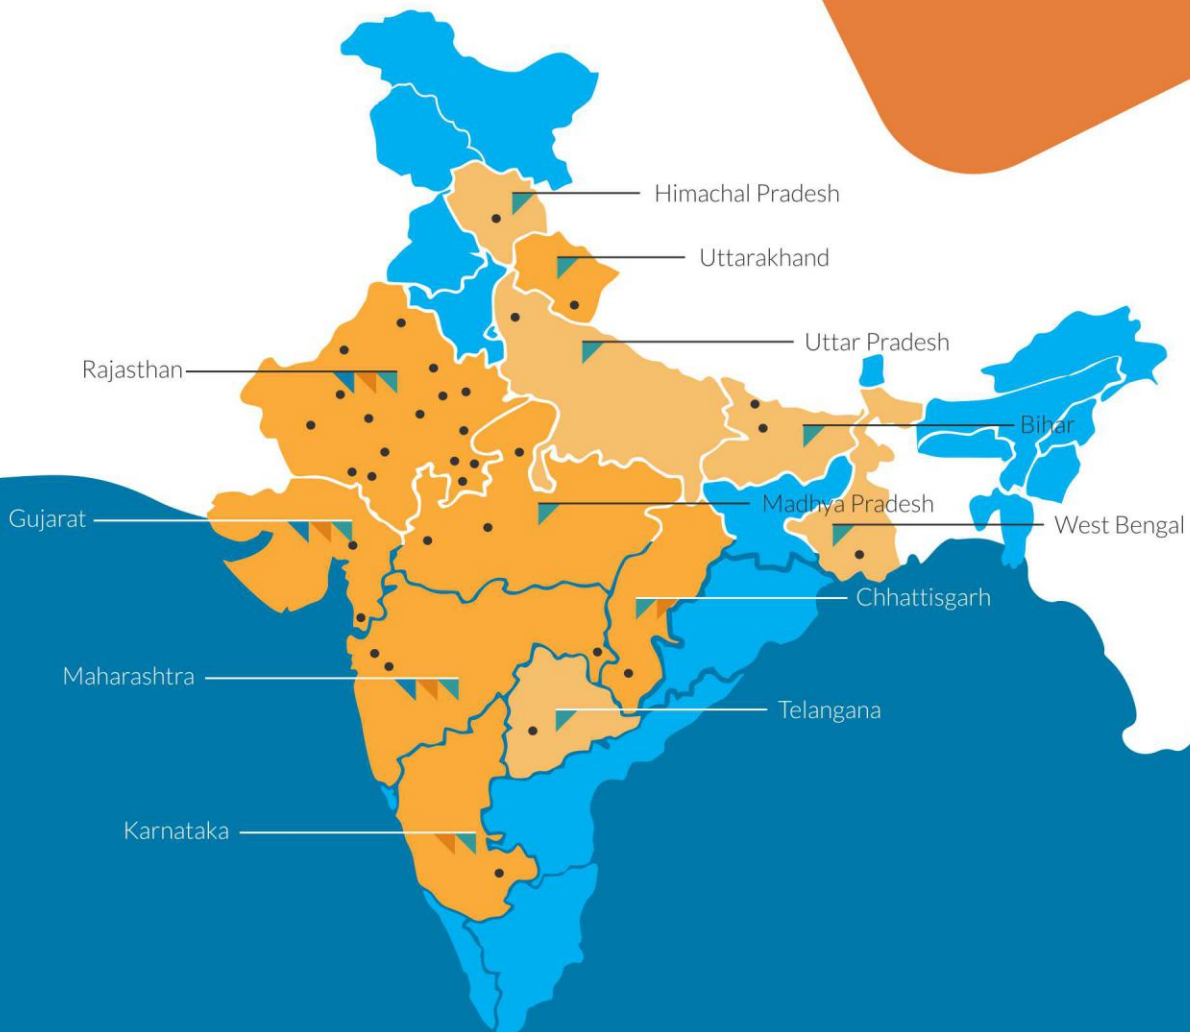 Himachal Pradesh
Uttarakhand
Uttar Pradesh
Rajasthan
Bihar
Madhya Pradesh
Gujarat
West Bengal
Chhattisgarh
Maharashtra
Telangana
Karnataka